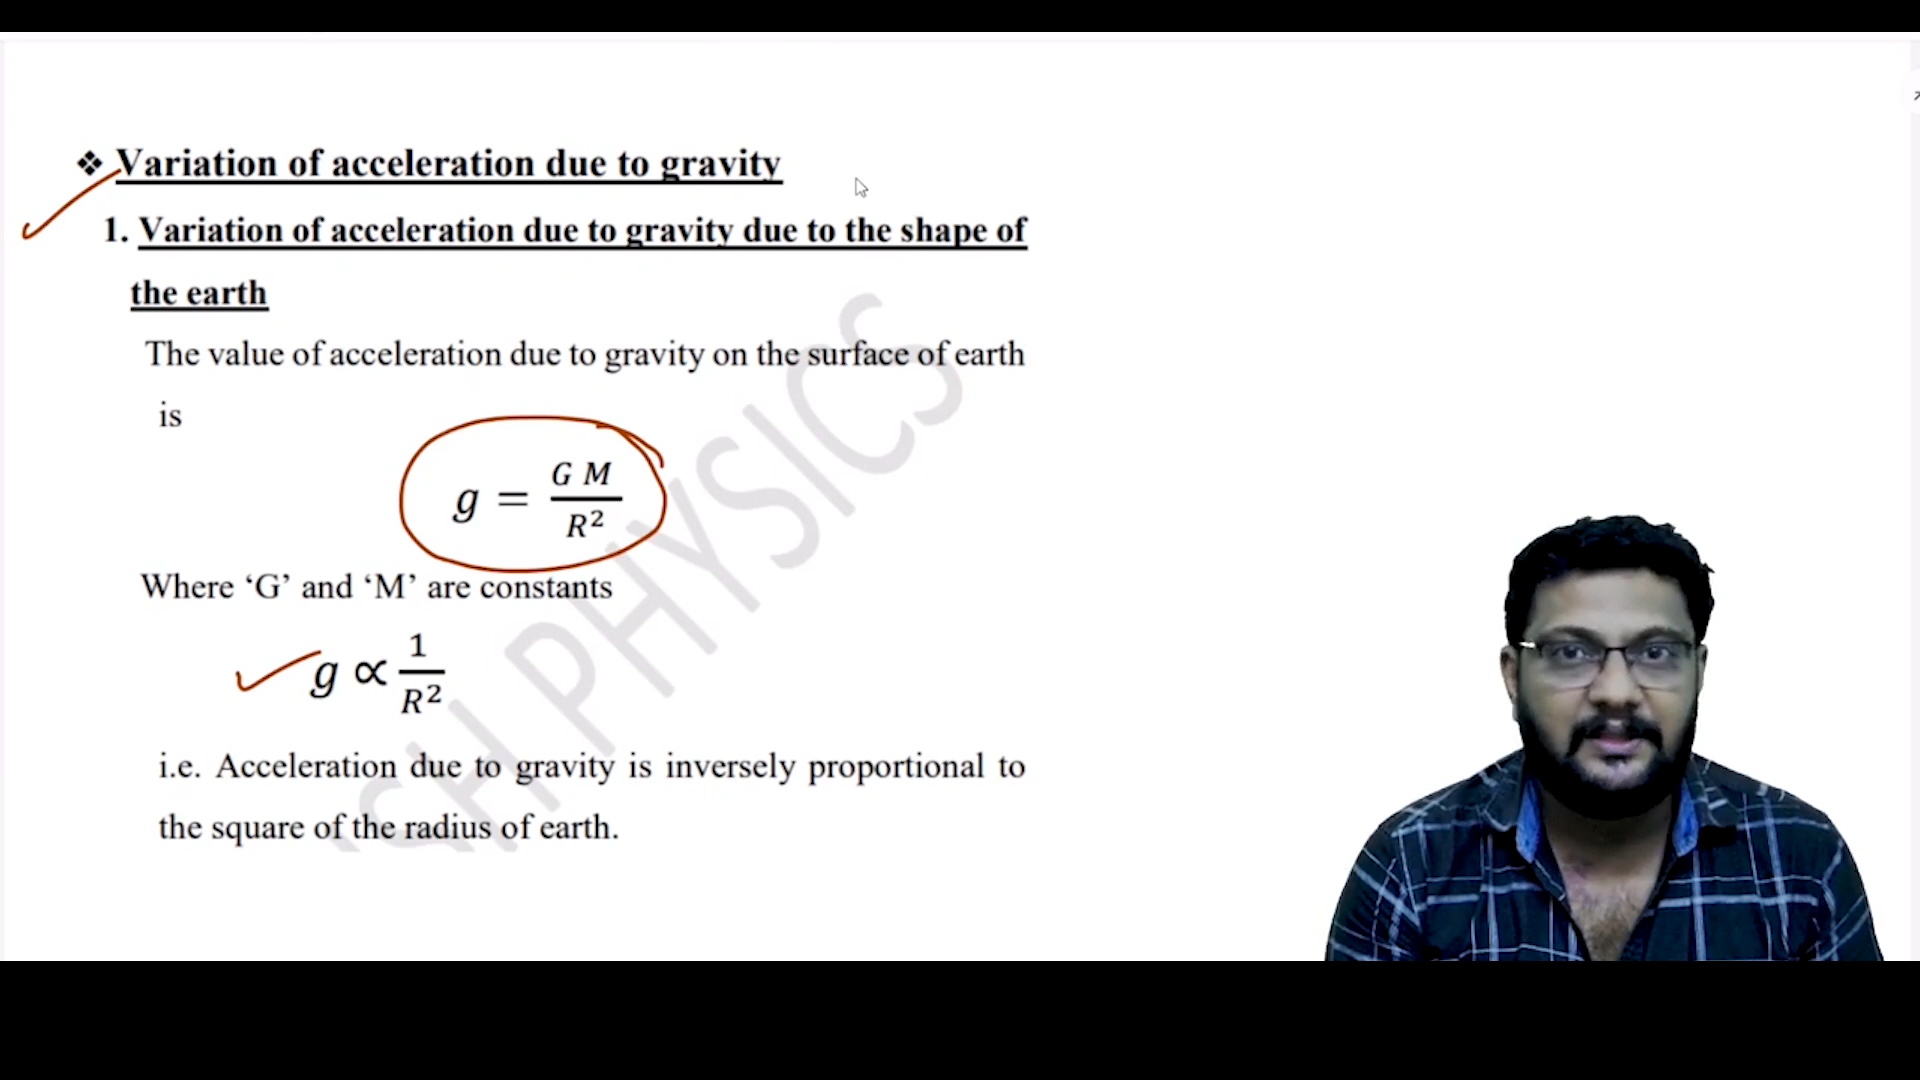 ❖ Variation of acceleration due to gravity
1. Variation of acceleration due to gravity due to the shape of
the earth
The value of acceleration due to gravity on the surface of earth
is
g = G M / R²
Where ‘G’ and ‘M’ are constants
g ∝ 1 / R²
i.e. Acceleration due to gravity is inversely proportional to
the square of the radius of earth.
SH PHYSICS